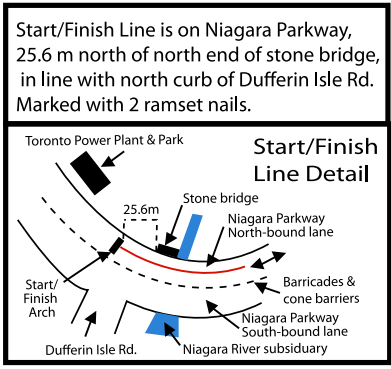 Start/Finish Line is on Niagara Parkway,
25.6 m north of north end of stone bridge,
in line with north curb of Dufferin Isle Rd.
Marked with 2 ramset nails.
Start/Finish
Line Detail
Toronto Power Plant & Park
25.6m
Stone bridge
Niagara Parkway
North-bound lane
Start/
Finish
Arch
Barricades &
cone barriers
Niagara Parkway
South-bound lane
Dufferin Isle Rd.
Niagara River subsiduary